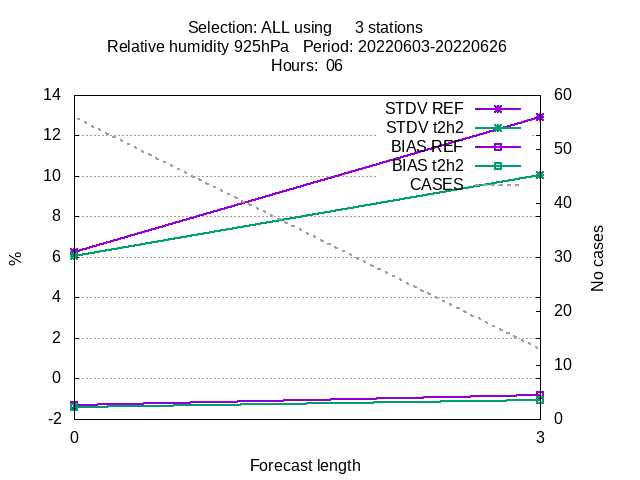 Selection: ALL using 3 stations
Relative humidity 925hPa Period: 20220603-20220626
Hours: 06
14
12
10
8
6
4
2
0
-2
60
50
40
30
20
10
0
STDV REF
STDV t2h2
BIAS REF
BIAS t2h2
CASES
%
No cases
0
3
Forecast length